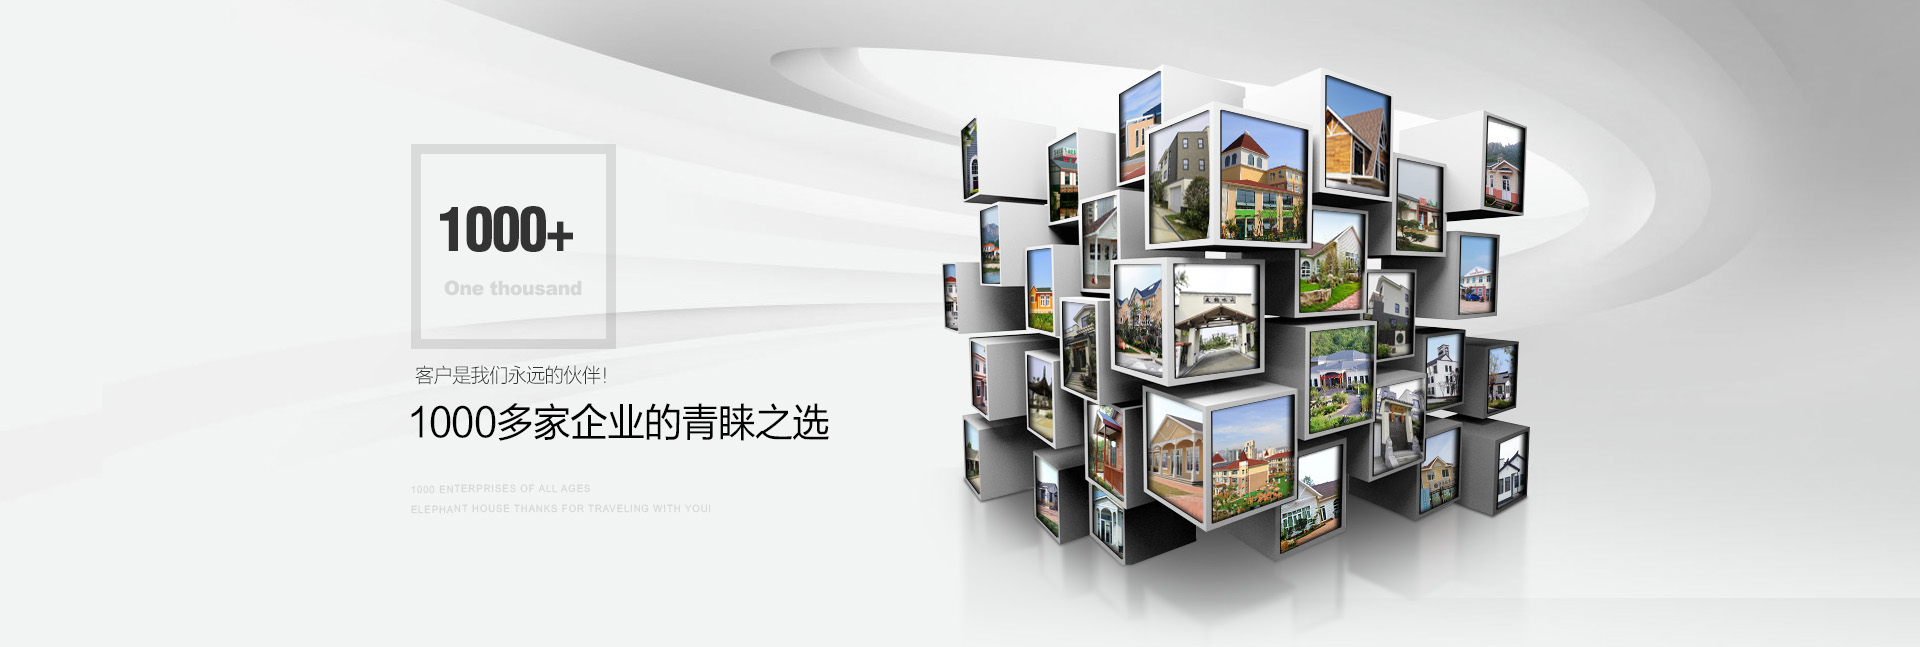 1000+
One thousand
客户是我们永远的伙伴!
1000多家企业的青睐之选
1000 ENTERPRISES OF ALL AGES
ELEPHANT HOUSE THANKS FOR TRAVELING WITH YOU!